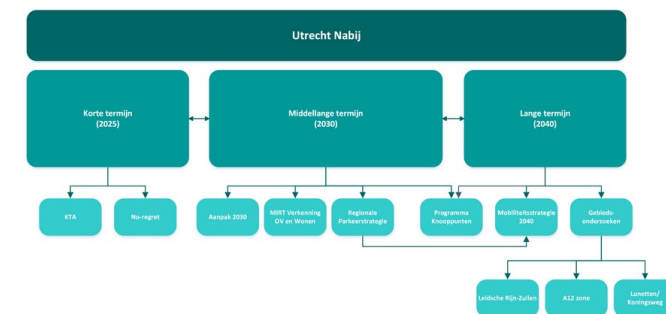 Utrecht Nabij
Korte termijn
(2025)
Middellange termijn
(2030)
Lange termijn
(2040)
KTA
No-regret
Aanpak 2030
MIRT Verkenning
OV en Wonen
Regionale
Parkeerstrategie
Programma
Knooppunten
Mobiliteitsstrategie
2040
Gebieds-
onderzoeken
Leidsche Rijn-Zuilen
A12 zone
Lunetten/
Koningsweg